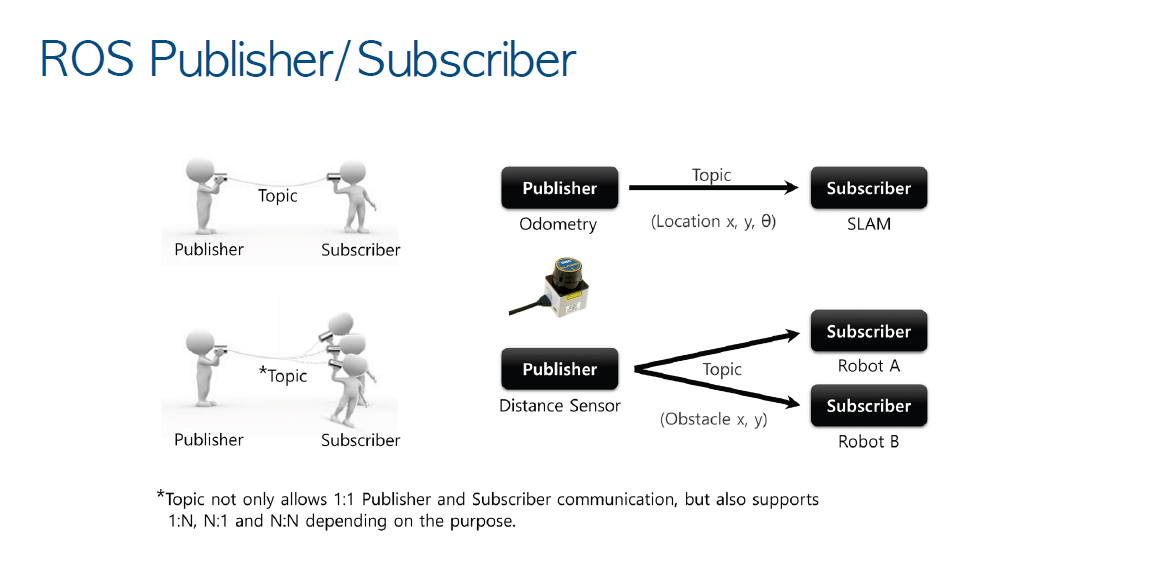 ROS Publisher/Subscriber
Topic
Publisher
Subscriber
Publisher
Topic
Subscriber
Odometry
(Location x, y, θ)
SLAM
*Topic
Publisher
Subscriber
Publisher
Distance Sensor
Topic
(Obstacle x, y)
Subscriber
Robot A
Subscriber
Robot B
*Topic not only allows 1:1 Publisher and Subscriber communication, but also supports
1:N, N:1 and N:N depending on the purpose.